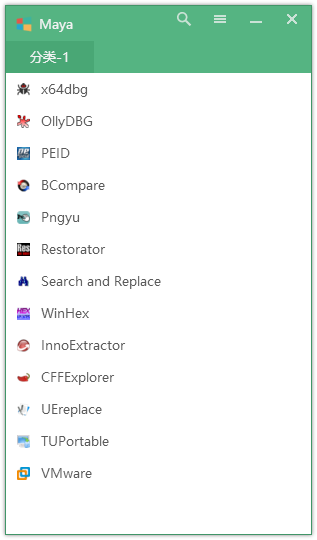 Maya
分类-1
x64dbg
OllyDBG
PEID
BCompare
Pngyu
Restorator
Search and Replace
WinHex
InnoExtractor
CFFExplorer
UEreplace
TUPortable
VMware